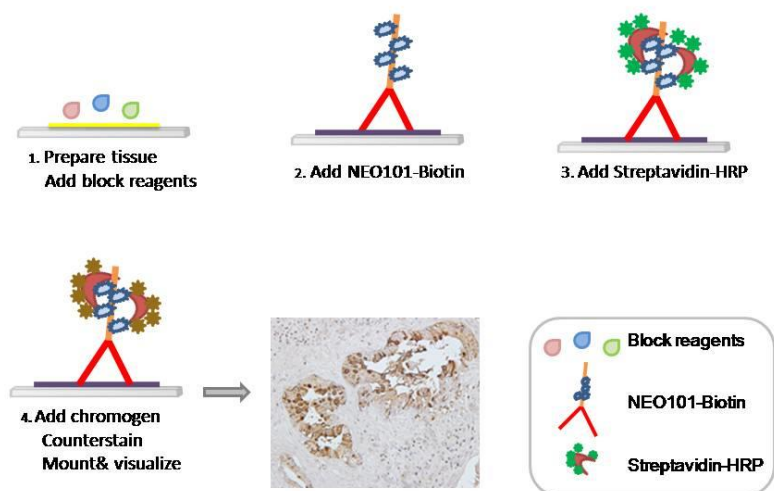 1. Prepare tissue
Add block reagents
2. Add NEO101-Biotin
3. Add Streptavidin-HRP
4. Add chromogen
Counterstain
Mount& visualize
Block reagents
NEO101-Biotin
Streptavidin-HRP